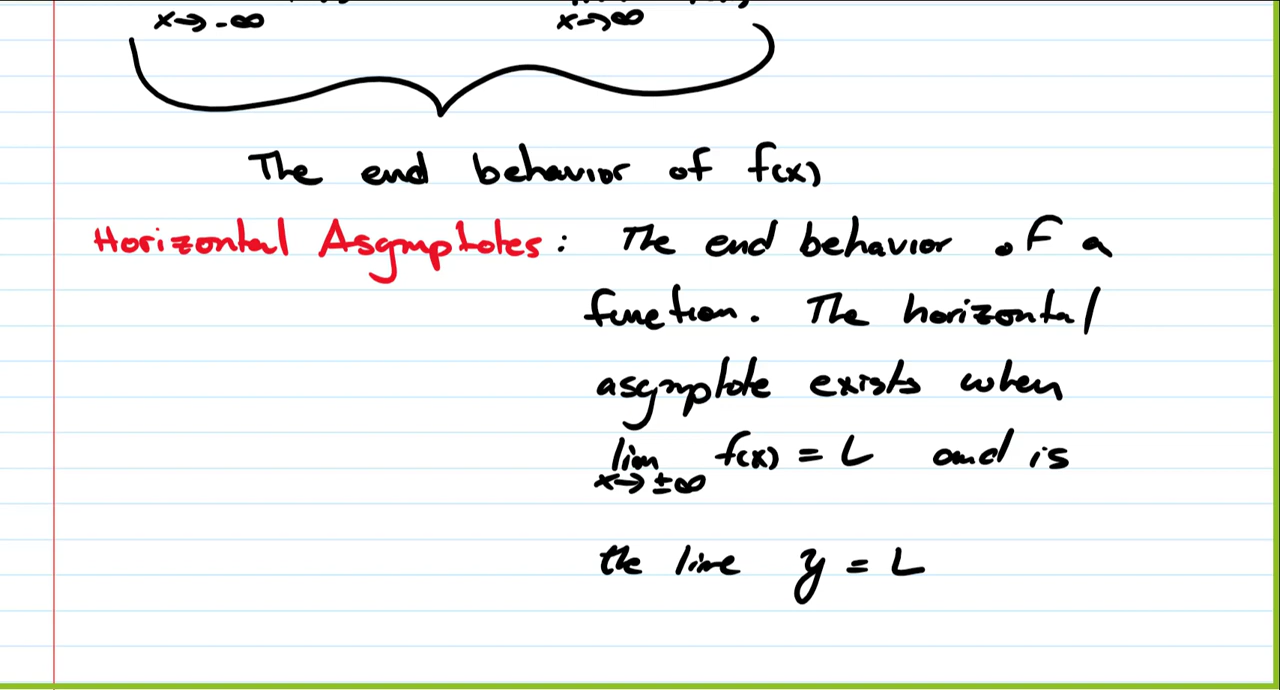 x→-∞ x→∞
The end behavior of f(x)
Horizontal Asymptotes: The end behavior of a
function. The horizontal
asymptote exists when
lim f(x) = L and is
x→±∞
the line y = L